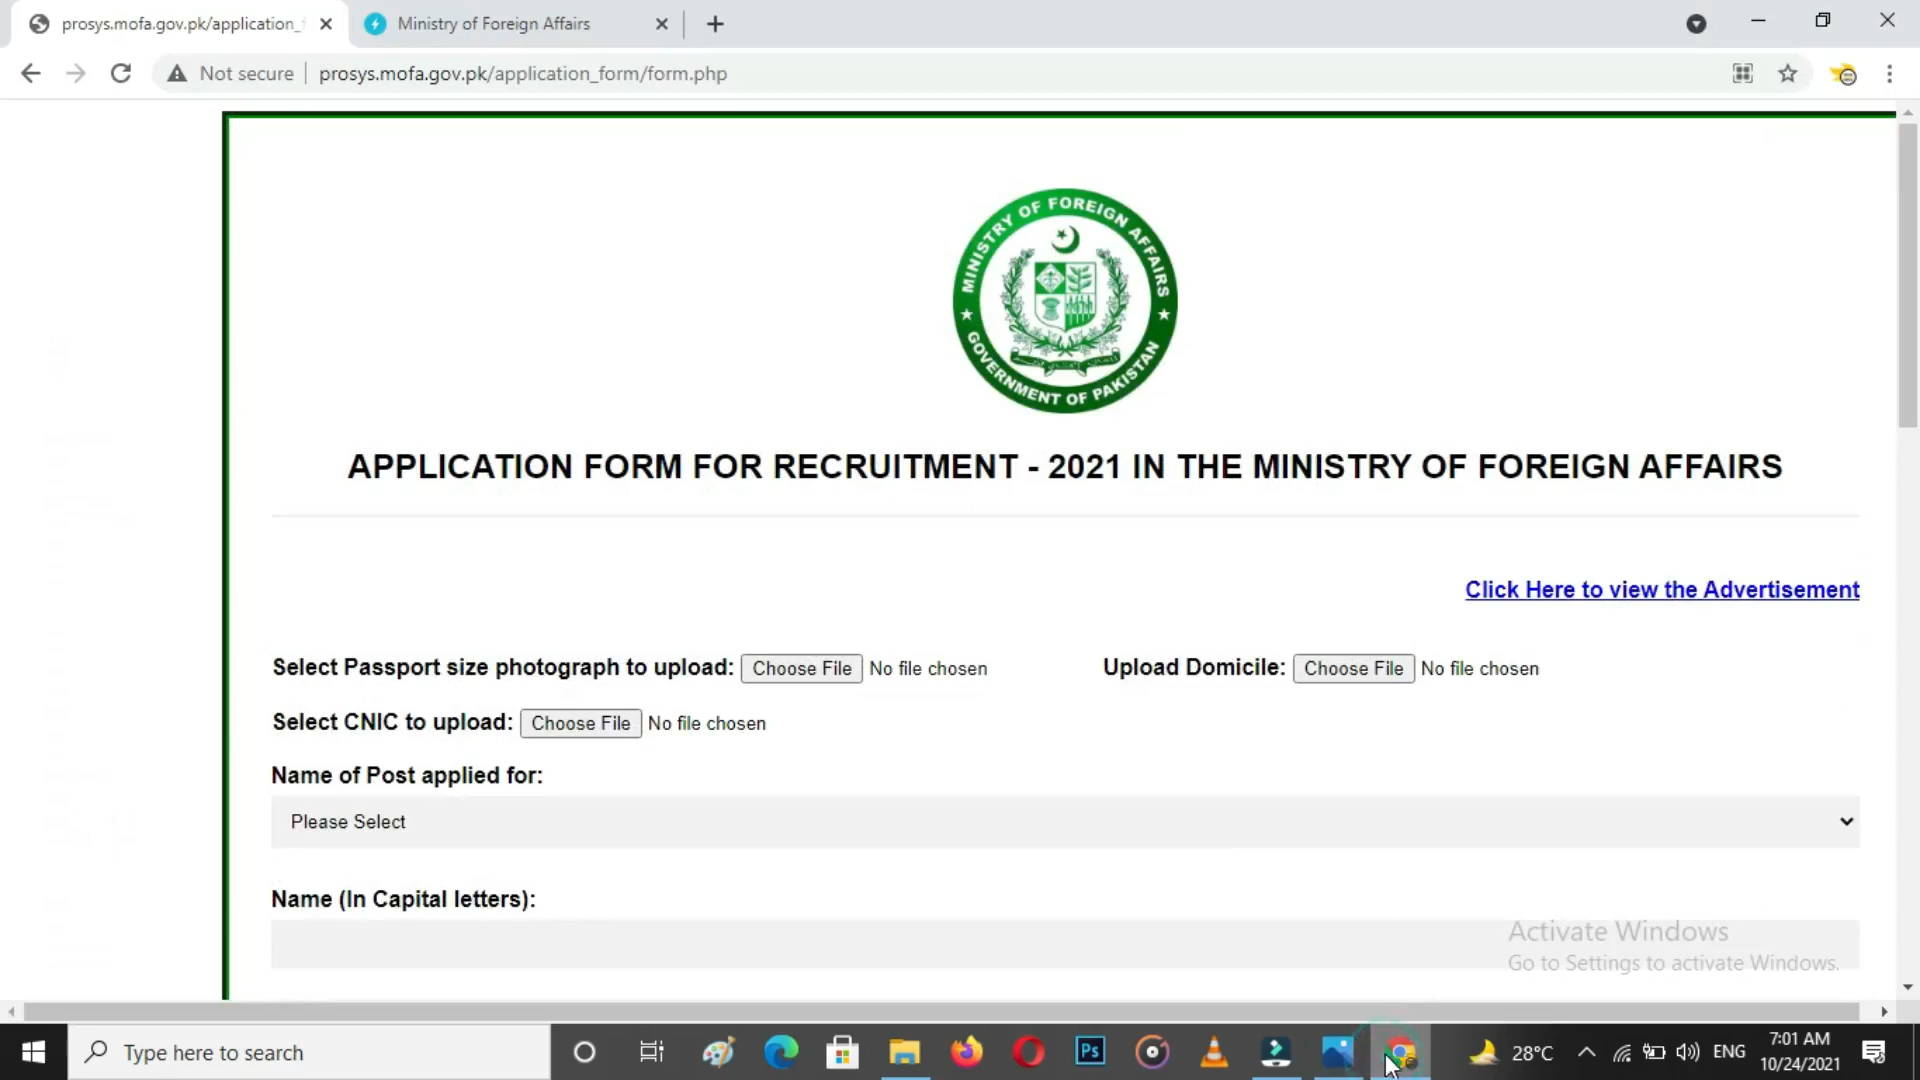 prosys.mofa.gov.pk/application_
Ministry of Foreign Affairs
Not secure
prosys.mofa.gov.pk/application_form/form.php
MINISTRY OF FOREIGN AFFAIRS
GOVERNMENT OF PAKISTAN
APPLICATION FORM FOR RECRUITMENT - 2021 IN THE MINISTRY OF FOREIGN AFFAIRS
Click Here to view the Advertisement
Select Passport size photograph to upload: Choose File No file chosen
Upload Domicile: Choose File No file chosen
Select CNIC to upload: Choose File No file chosen
Name of Post applied for:
Please Select
Name (In Capital letters):
Activate Windows
Go to Settings to activate Windows.
Type here to search
Ps
28°C
ENG
7:01 AM
10/24/2021